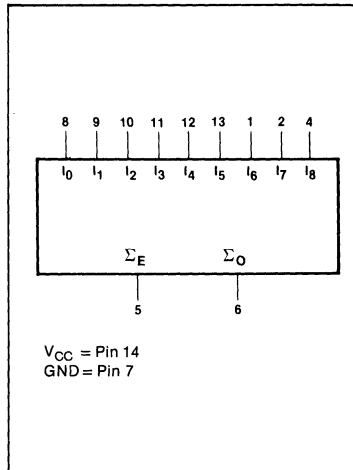 8 9 10 11 12 13 1 2 4
I0 I1 I2 I3 I4 I5 I6 I7 I8
ΣE ΣO
5 6
VCC = Pin 14
GND = Pin 7